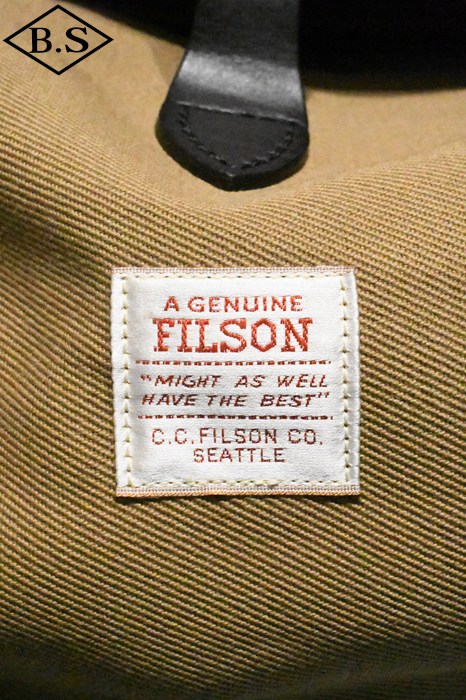 B.S
A GENUINE
FILSON
"MIGHT AS WELL
HAVE THE BEST"
C.C.FILSON CO.
SEATTLE